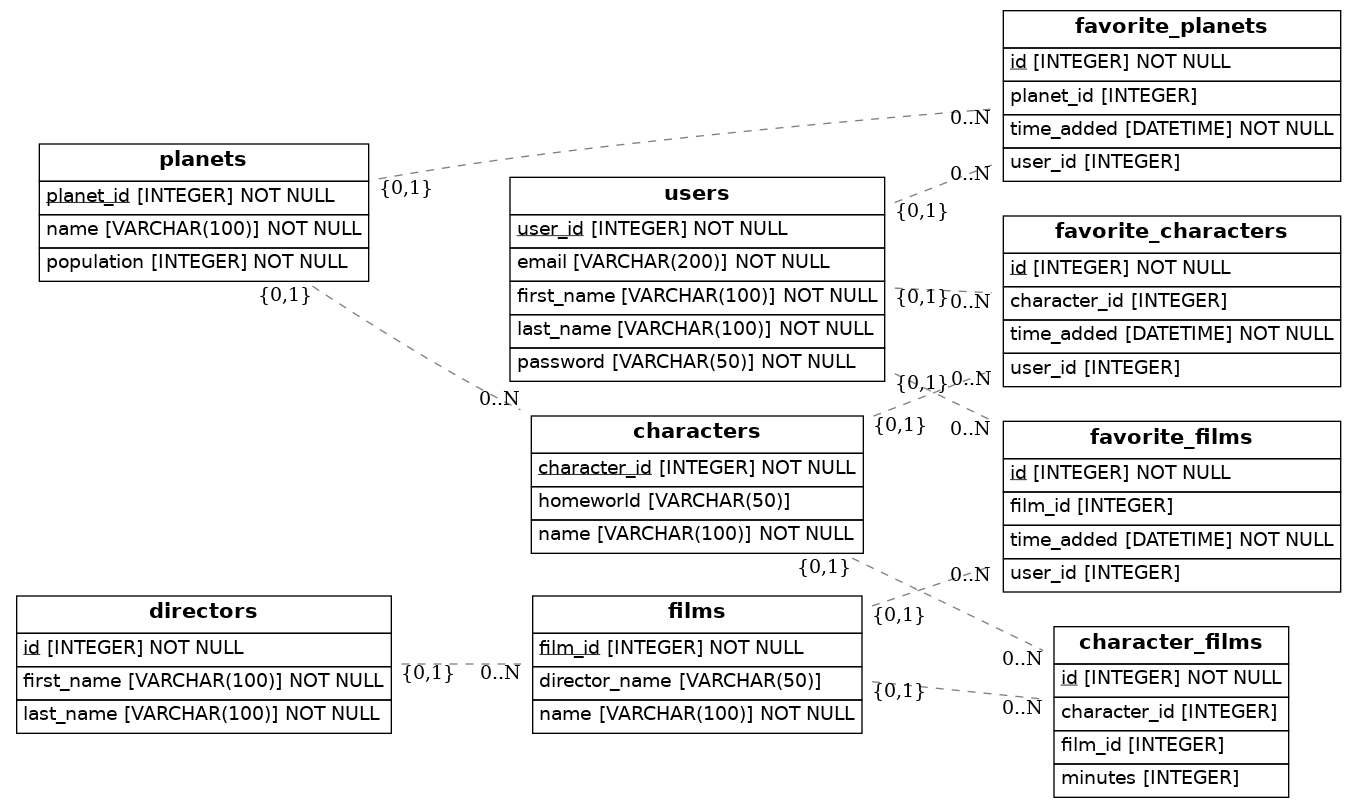 favorite_planets
id [INTEGER] NOT NULL
planet_id [INTEGER]
time_added [DATETIME] NOT NULL
user_id [INTEGER]
planets
planet_id [INTEGER] NOT NULL
name [VARCHAR(100)] NOT NULL
population [INTEGER] NOT NULL
users
user_id [INTEGER] NOT NULL
email [VARCHAR(200)] NOT NULL
first_name [VARCHAR(100)] NOT NULL
last_name [VARCHAR(100)] NOT NULL
password [VARCHAR(50)] NOT NULL
favorite_characters
id [INTEGER] NOT NULL
character_id [INTEGER]
time_added [DATETIME] NOT NULL
user_id [INTEGER]
characters
character_id [INTEGER] NOT NULL
homeworld [VARCHAR(50)]
name [VARCHAR(100)] NOT NULL
favorite_films
id [INTEGER] NOT NULL
film_id [INTEGER]
time_added [DATETIME] NOT NULL
user_id [INTEGER]
directors
id [INTEGER] NOT NULL
first_name [VARCHAR(100)] NOT NULL
last_name [VARCHAR(100)] NOT NULL
films
film_id [INTEGER] NOT NULL
director_name [VARCHAR(50)]
name [VARCHAR(100)] NOT NULL
character_films
id [INTEGER] NOT NULL
character_id [INTEGER]
film_id [INTEGER]
minutes [INTEGER]
0..N
{0,1}
0..N
{0,1}
{0,1}
0..N
{0,1}
0..N
0..N
{0,1}
{0,1}
0..N
0..N
{0,1}
0..N
{0,1}
{0,1}
0..N
{0,1}
0..N